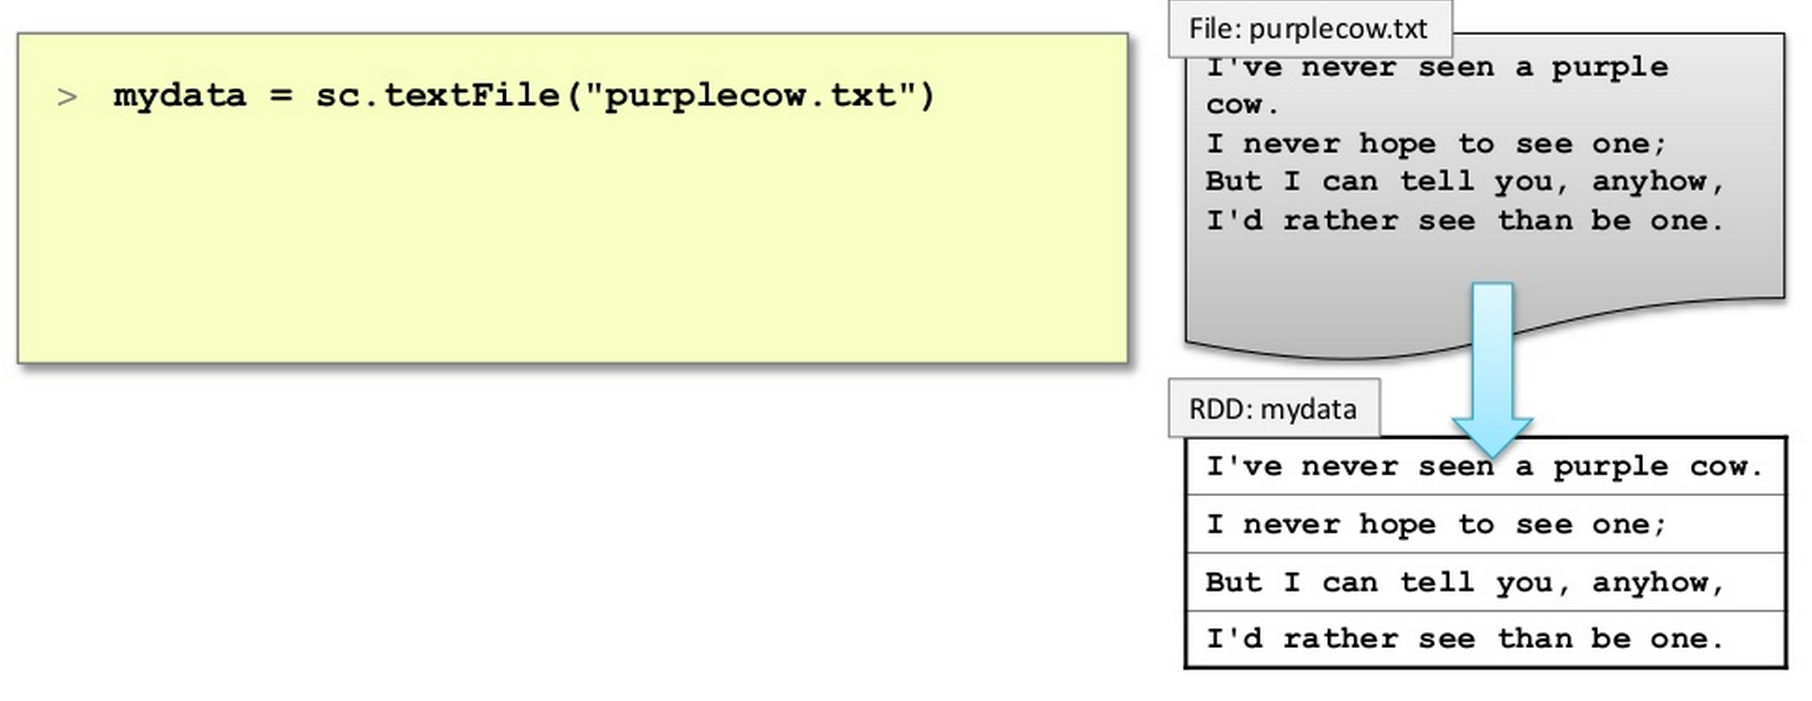 > mydata = sc.textFile("purplecow.txt")
File: purplecow.txt
I've never seen a purple
cow.
I never hope to see one;
But I can tell you, anyhow,
I'd rather see than be one.
RDD: mydata
I've never seen a purple cow.
I never hope to see one;
But I can tell you, anyhow,
I'd rather see than be one.